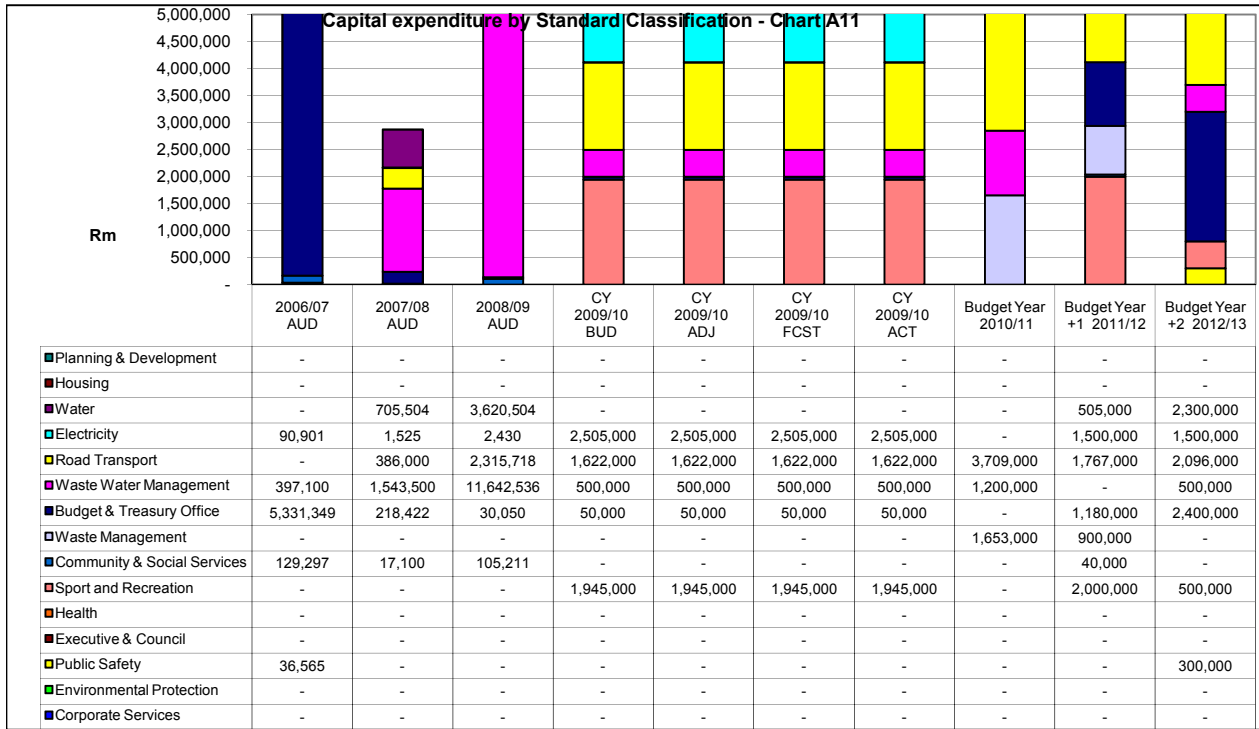 Capital expenditure by Standard Classification - Chart A11
5,000,000
4,500,000
4,000,000
3,500,000
3,000,000
2,500,000
2,000,000
1,500,000
1,000,000
500,000
-
Rm
2006/07 AUD 2007/08 AUD 2008/09 AUD CY 2009/10 BUD CY 2009/10 ADJ CY 2009/10 FCST CY 2009/10 ACT Budget Year 2010/11 Budget Year +1 2011/12 Budget Year +2 2012/13
Planning & Development - - - - - - - - - -
Housing - - - - - - - - - -
Water - 705,504 3,620,504 - - - - - 505,000 2,300,000
Electricity 90,901 1,525 2,430 2,505,000 2,505,000 2,505,000 2,505,000 - 1,500,000 1,500,000
Road Transport - 386,000 2,315,718 1,622,000 1,622,000 1,622,000 1,622,000 3,709,000 1,767,000 2,096,000
Waste Water Management 397,100 1,543,500 11,642,536 500,000 500,000 500,000 500,000 1,200,000 - 500,000
Budget & Treasury Office 5,331,349 218,422 30,050 50,000 50,000 50,000 50,000 - 1,180,000 2,400,000
Waste Management - - - - - - - 1,653,000 900,000 -
Community & Social Services 129,297 17,100 105,211 - - - - - 40,000 -
Sport and Recreation - - - 1,945,000 1,945,000 1,945,000 1,945,000 - 2,000,000 500,000
Health - - - - - - - - - -
Executive & Council - - - - - - - - - -
Public Safety 36,565 - - - - - - - - 300,000
Environmental Protection - - - - - - - - - -
Corporate Services - - - - - - - - - -